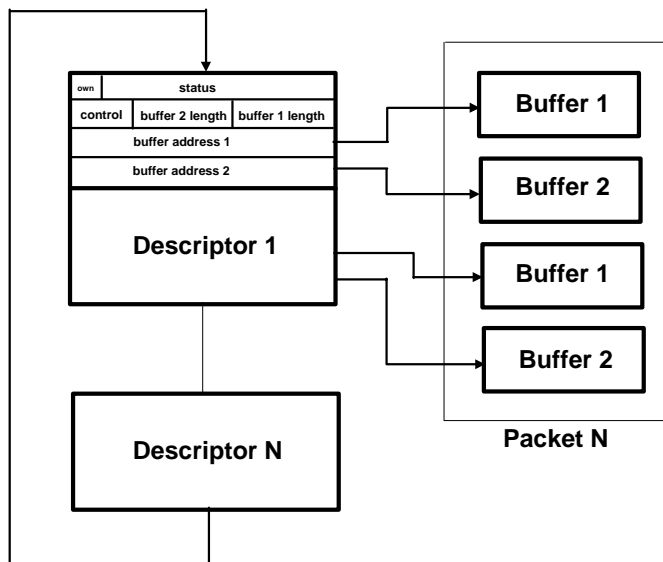 own status
control buffer 2 length buffer 1 length
buffer address 1
buffer address 2
Descriptor 1
Descriptor N
Buffer 1
Buffer 2
Buffer 1
Buffer 2
Packet N